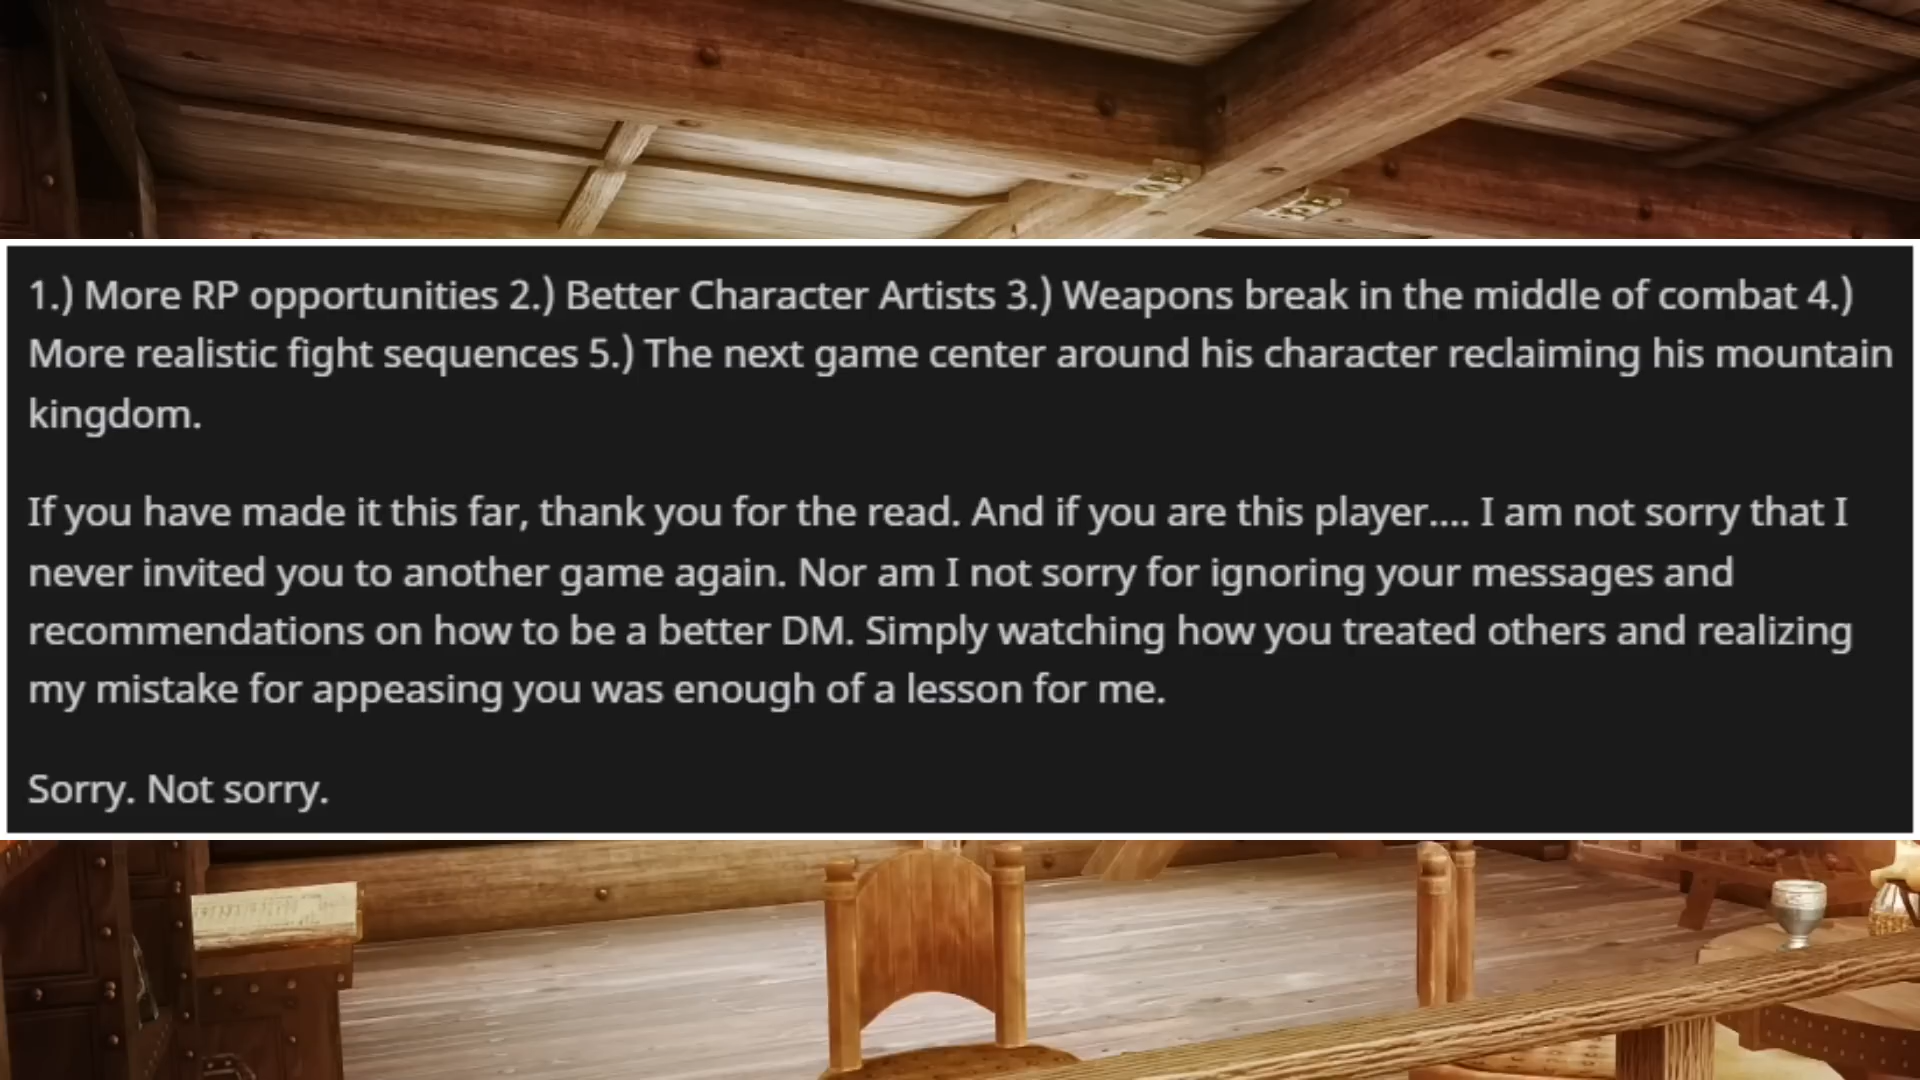 1.) More RP opportunities 2.) Better Character Artists 3.) Weapons break in the middle of combat 4.)
More realistic fight sequences 5.) The next game center around his character reclaiming his mountain
kingdom.
If you have made it this far, thank you for the read. And if you are this player.... I am not sorry that I
never invited you to another game again. Nor am I not sorry for ignoring your messages and
recommendations on how to be a better DM. Simply watching how you treated others and realizing
my mistake for appeasing you was enough of a lesson for me.
Sorry. Not sorry.